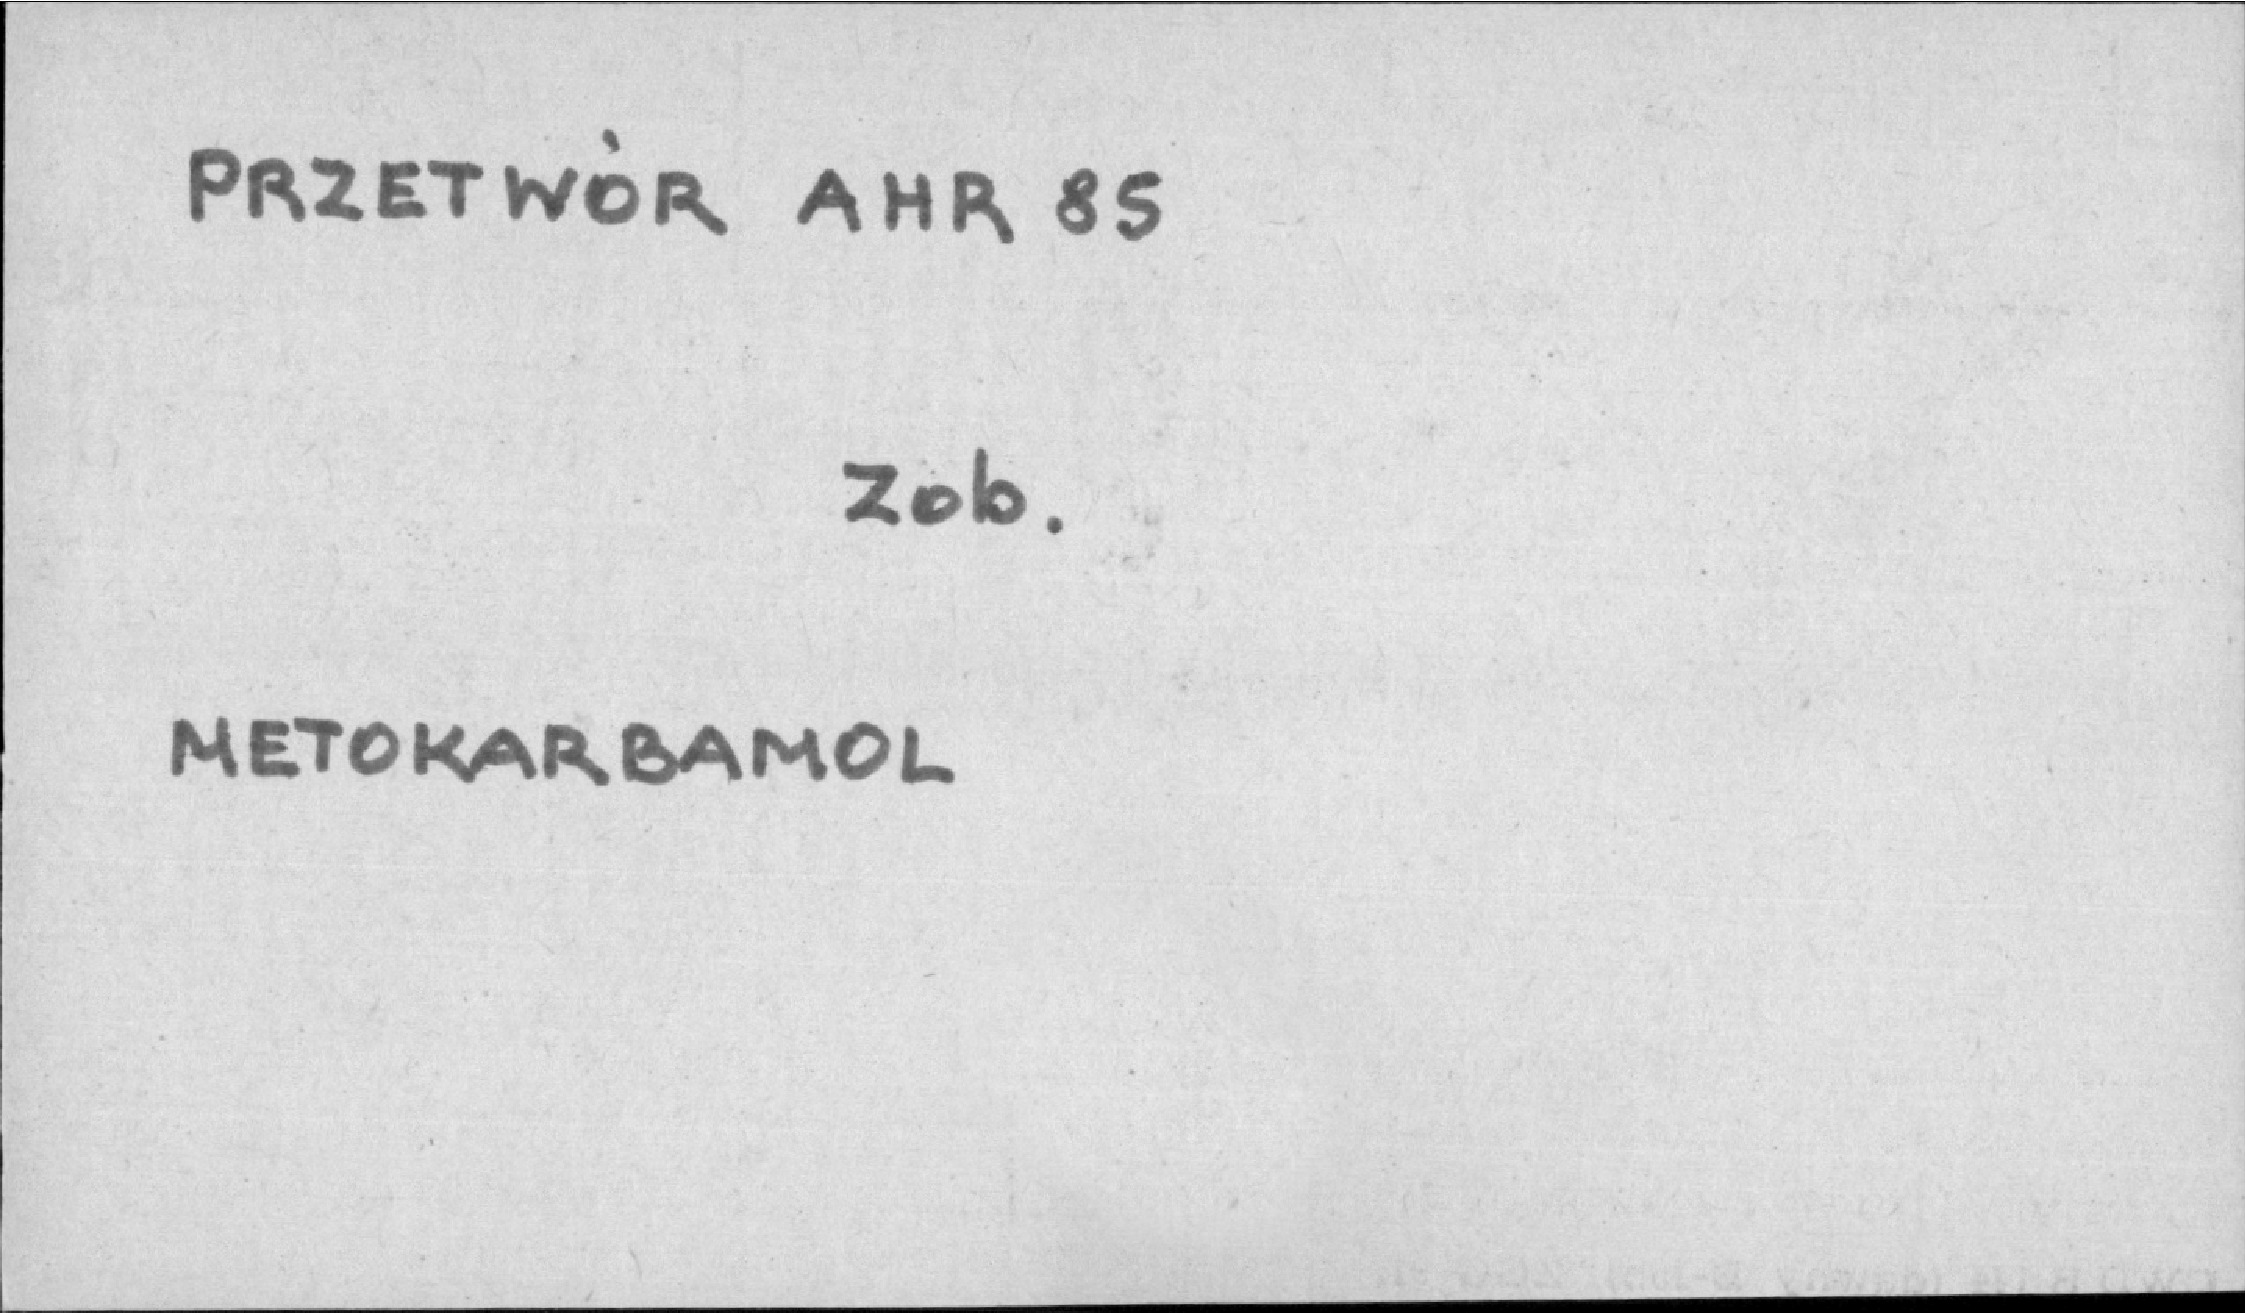 PRZETWÓR AHR 85
Zob.
METOKARBAMOL